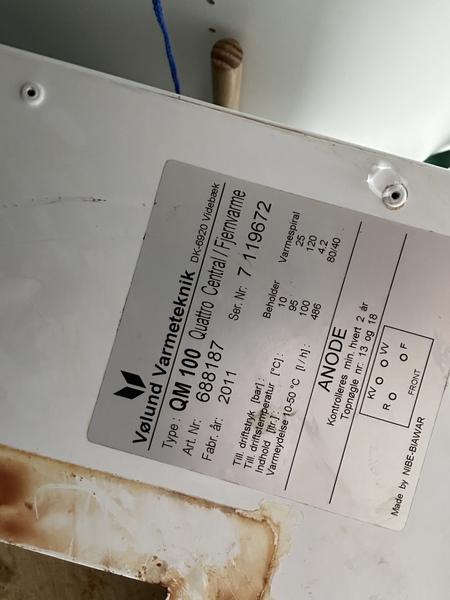 Vølund Varmeteknik DK-6920 Videbæk
Type: QM 100 Quattro Central / Fjernvarme
Art. Nr: 688187 Ser. Nr: 7 119672
Fabr. år: 2011
Beholder Varmespiral
Till. driftstryk [bar]: 10 25
Till. driftstemperatur [°C]: 95 120
Indhold [ltr.]: 100 4.2
Varmeydelse 10-50 °C [l/h]: 486 80/40
ANODE
Kontrolleres min. hvert 2 år
Topnøgle nr: 13 og 18
KV VV
R F
FRONT
Made by NIBE-BIAWAR